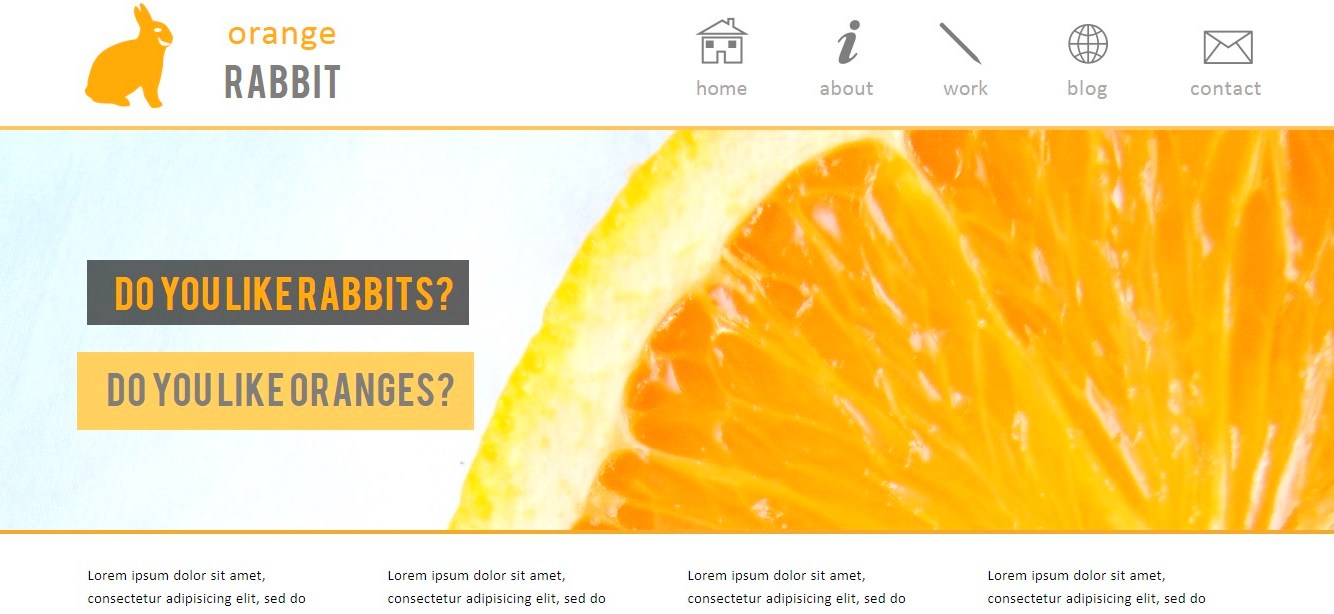 orange
RABBIT
home about work blog contact
DO YOU LIKE RABBITS?
DO YOU LIKE ORANGES?
Lorem ipsum dolor sit amet,
consectetur adipisicing elit, sed do
Lorem ipsum dolor sit amet,
consectetur adipisicing elit, sed do
Lorem ipsum dolor sit amet,
consectetur adipisicing elit, sed do
Lorem ipsum dolor sit amet,
consectetur adipisicing elit, sed do